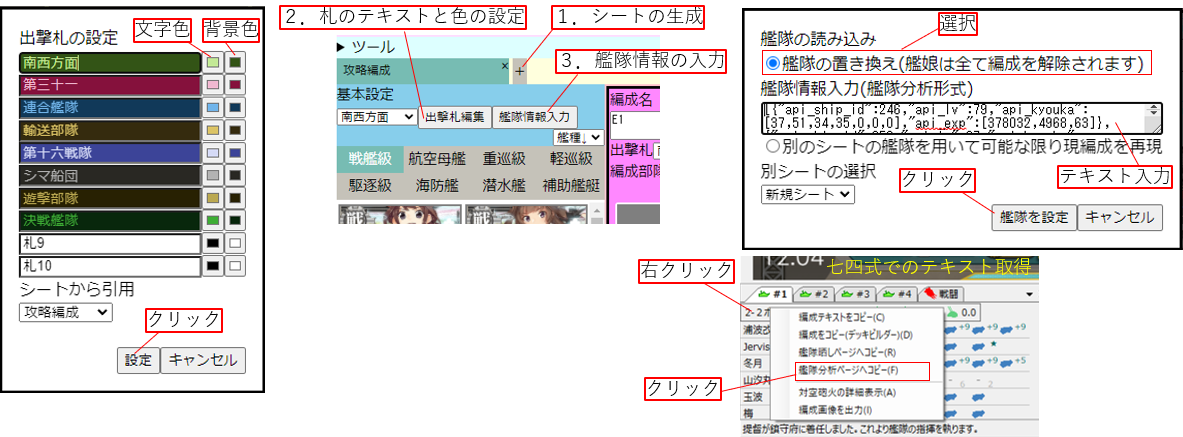 出撃札の設定
文字色
背景色
南西方面
第三十一
連合艦隊
輸送部隊
第十六戦隊
シマ船団
遊撃部隊
決戦艦隊
札9
札10
シートから引用
攻略編成
クリック
設定
キャンセル
2. 札のテキストと色の設定
1. シートの生成
▶ ツール
攻略編成
×
+
3. 艦隊情報の入力
基本設定
南西方面
出撃札編集
艦隊情報入力
編成名
E1
艦種↓
出撃札
編成部隊
戦艦級
航空母艦
重巡級
軽巡級
駆逐級
海防艦
潜水艦
補助艦艇
選択
艦隊の読み込み
艦隊の置き換え(艦娘は全て編成を解除されます)
艦隊情報入力(艦隊分析形式)
[{"api_ship_id":246,"api_lv":79,"api_kyouka":
[37,51,34,35,0,0,0],"api_exp":[378032,4968,63]},
別のシートの艦隊を用いて可能な限り現編成を再現
別シートの選択
クリック
テキスト入力
新規シート
艦隊を設定
キャンセル
右クリック
12:04
七四式でのテキスト取得
#1
#2
#3
#4
戦闘
2-2
0.0
編成テキストをコピー(C)
浦波改
+9
+9
+9
編成をコピー(デッキビルダー)(D)
Jervis
★
艦隊晒しページへコピー(R)
冬月
+9
+9
+5
艦隊分析ページへコピー(F)
山汐丸
6
2
クリック
対空砲火の詳細表示(A)
玉波
編成画像を出力(I)
梅
提督が鎮守府に着任しました。これより艦隊の指揮を執ります。